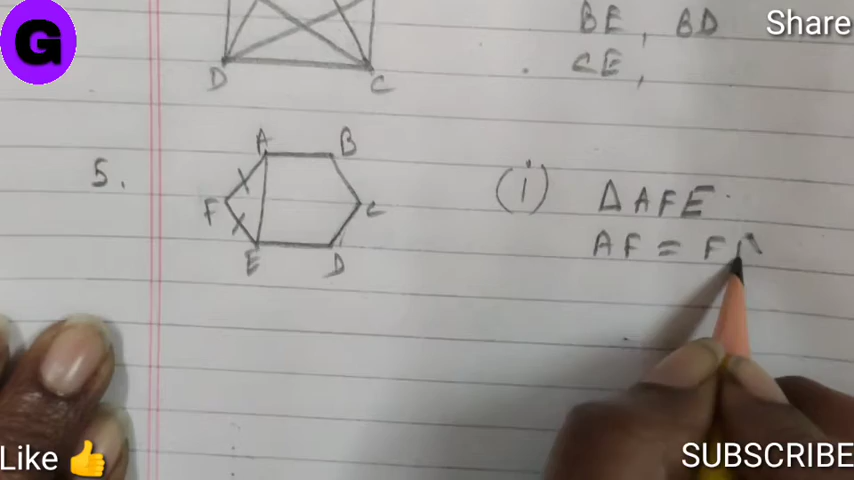 G
Share
BE, BD
CE,
D C
5.
A B
F C
E D
(i) ΔAFE
AF = F
Like 👍
SUBSCRIBE